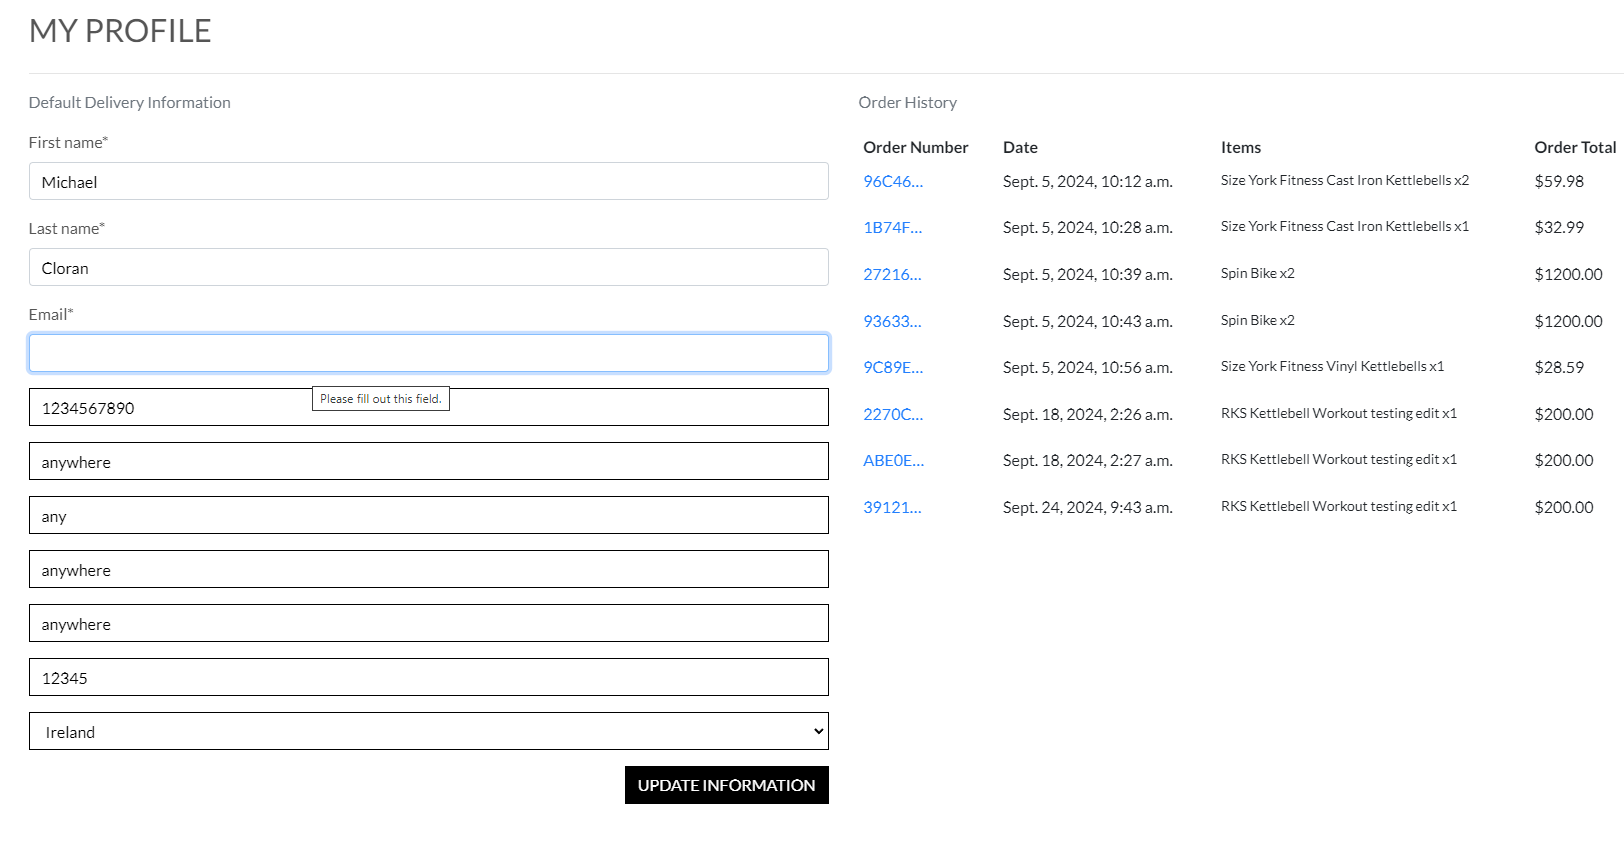 MY PROFILE
Default Delivery Information
First name*
Michael
Last name*
Cloran
Email*
Please fill out this field.
1234567890
anywhere
any
anywhere
anywhere
12345
Ireland
UPDATE INFORMATION
Order History
Order Number Date Items Order Total
96C46... Sept. 5, 2024, 10:12 a.m. Size York Fitness Cast Iron Kettlebells x2 $59.98
1B74F... Sept. 5, 2024, 10:28 a.m. Size York Fitness Cast Iron Kettlebells x1 $32.99
27216... Sept. 5, 2024, 10:39 a.m. Spin Bike x2 $1200.00
93633... Sept. 5, 2024, 10:43 a.m. Spin Bike x2 $1200.00
9C89E... Sept. 5, 2024, 10:56 a.m. Size York Fitness Vinyl Kettlebells x1 $28.59
2270C... Sept. 18, 2024, 2:26 a.m. RKS Kettlebell Workout testing edit x1 $200.00
ABE0E... Sept. 18, 2024, 2:27 a.m. RKS Kettlebell Workout testing edit x1 $200.00
39121... Sept. 24, 2024, 9:43 a.m. RKS Kettlebell Workout testing edit x1 $200.00